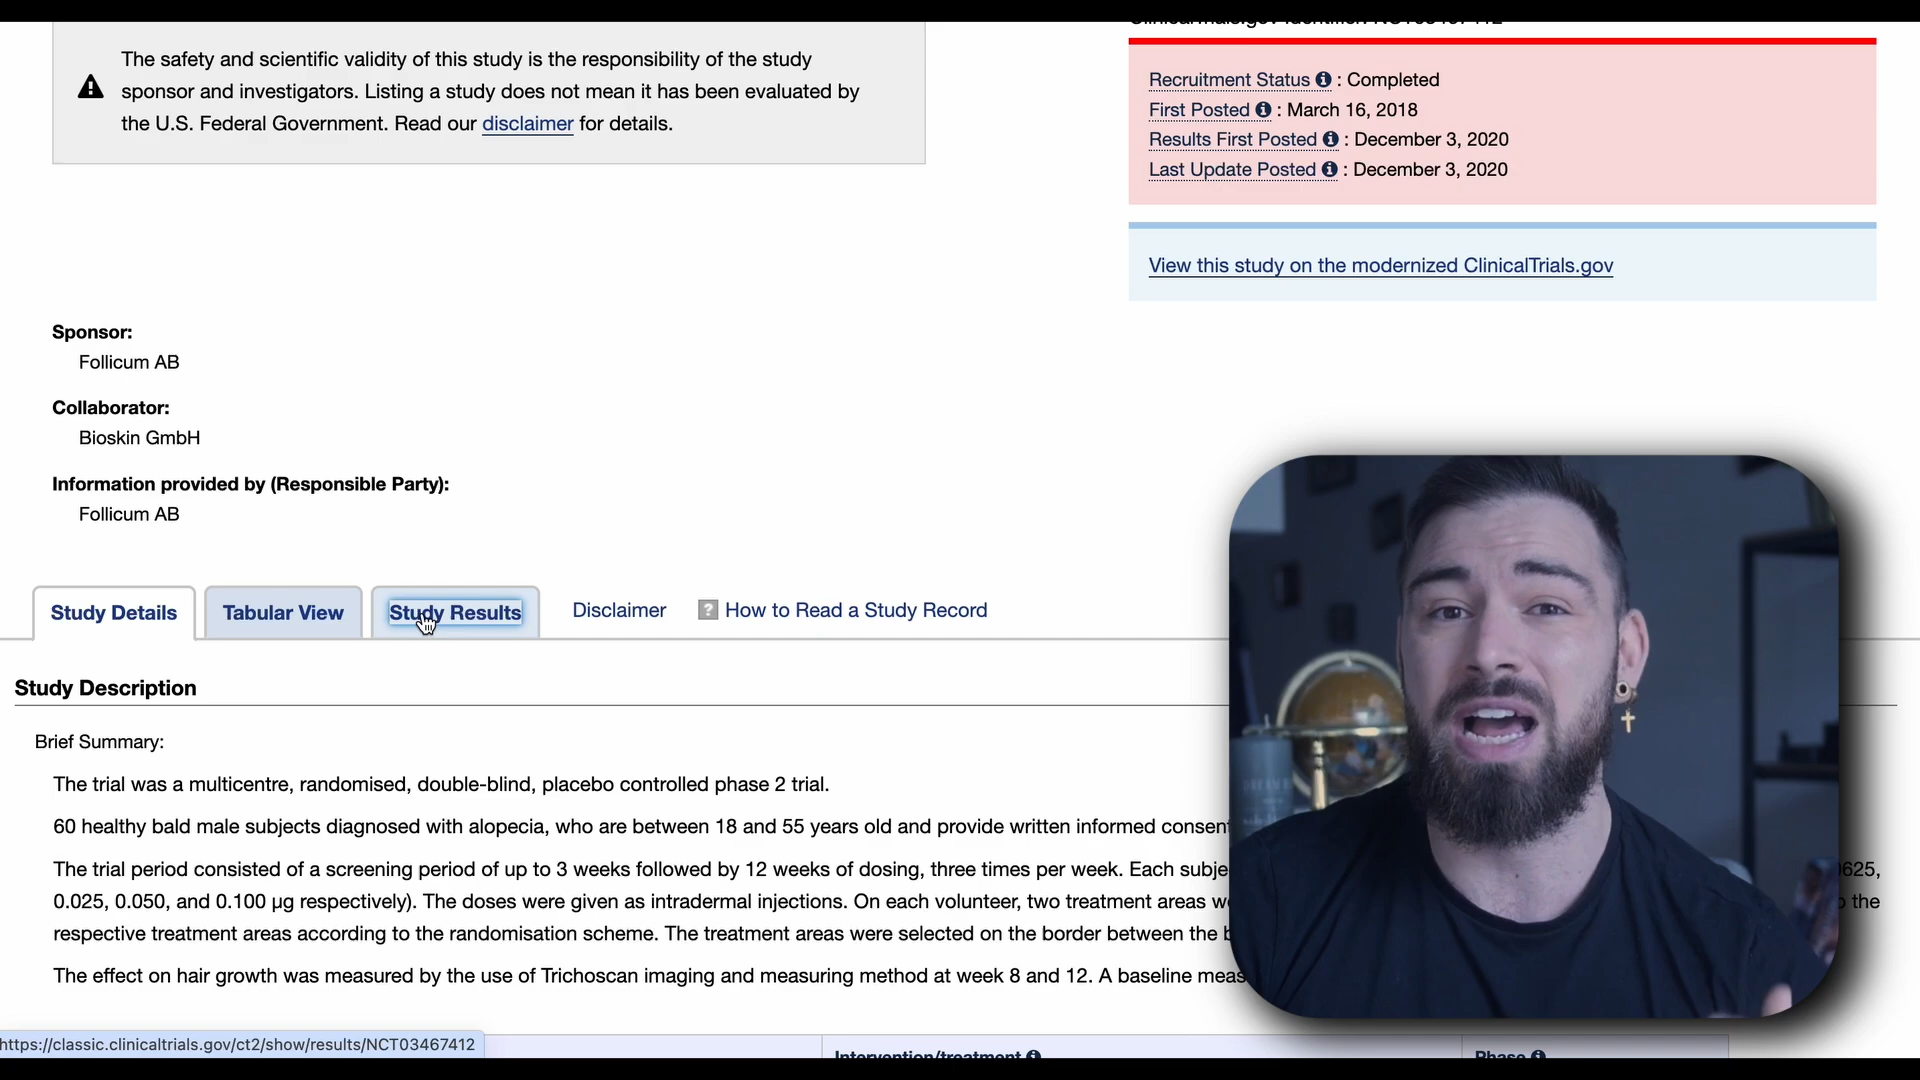 The safety and scientific validity of this study is the responsibility of the study
sponsor and investigators. Listing a study does not mean it has been evaluated by
the U.S. Federal Government. Read our disclaimer for details.
Recruitment Status : Completed
First Posted : March 16, 2018
Results First Posted : December 3, 2020
Last Update Posted : December 3, 2020
View this study on the modernized ClinicalTrials.gov
Sponsor:
Follicum AB
Collaborator:
Bioskin GmbH
Information provided by (Responsible Party):
Follicum AB
Study Details Tabular View Study Results Disclaimer ? How to Read a Study Record
Study Description
Brief Summary:
The trial was a multicentre, randomised, double-blind, placebo controlled phase 2 trial.
60 healthy bald male subjects diagnosed with alopecia, who are between 18 and 55 years old and provide written informed consent
The trial period consisted of a screening period of up to 3 weeks followed by 12 weeks of dosing, three times per week. Each 625,
0.025, 0.050, and 0.100 µg respectively). The doses were given as intradermal injections. On each volunteer, two treatment areas the
respective treatment areas according to the randomisation scheme. The treatment areas were selected on the border between the
The effect on hair growth was measured by the use of Trichoscan imaging and measuring method at week 8 and 12. A baseline
https://classic.clinicaltrials.gov/ct2/show/results/NCT03467412
Intervention/treatment Phase